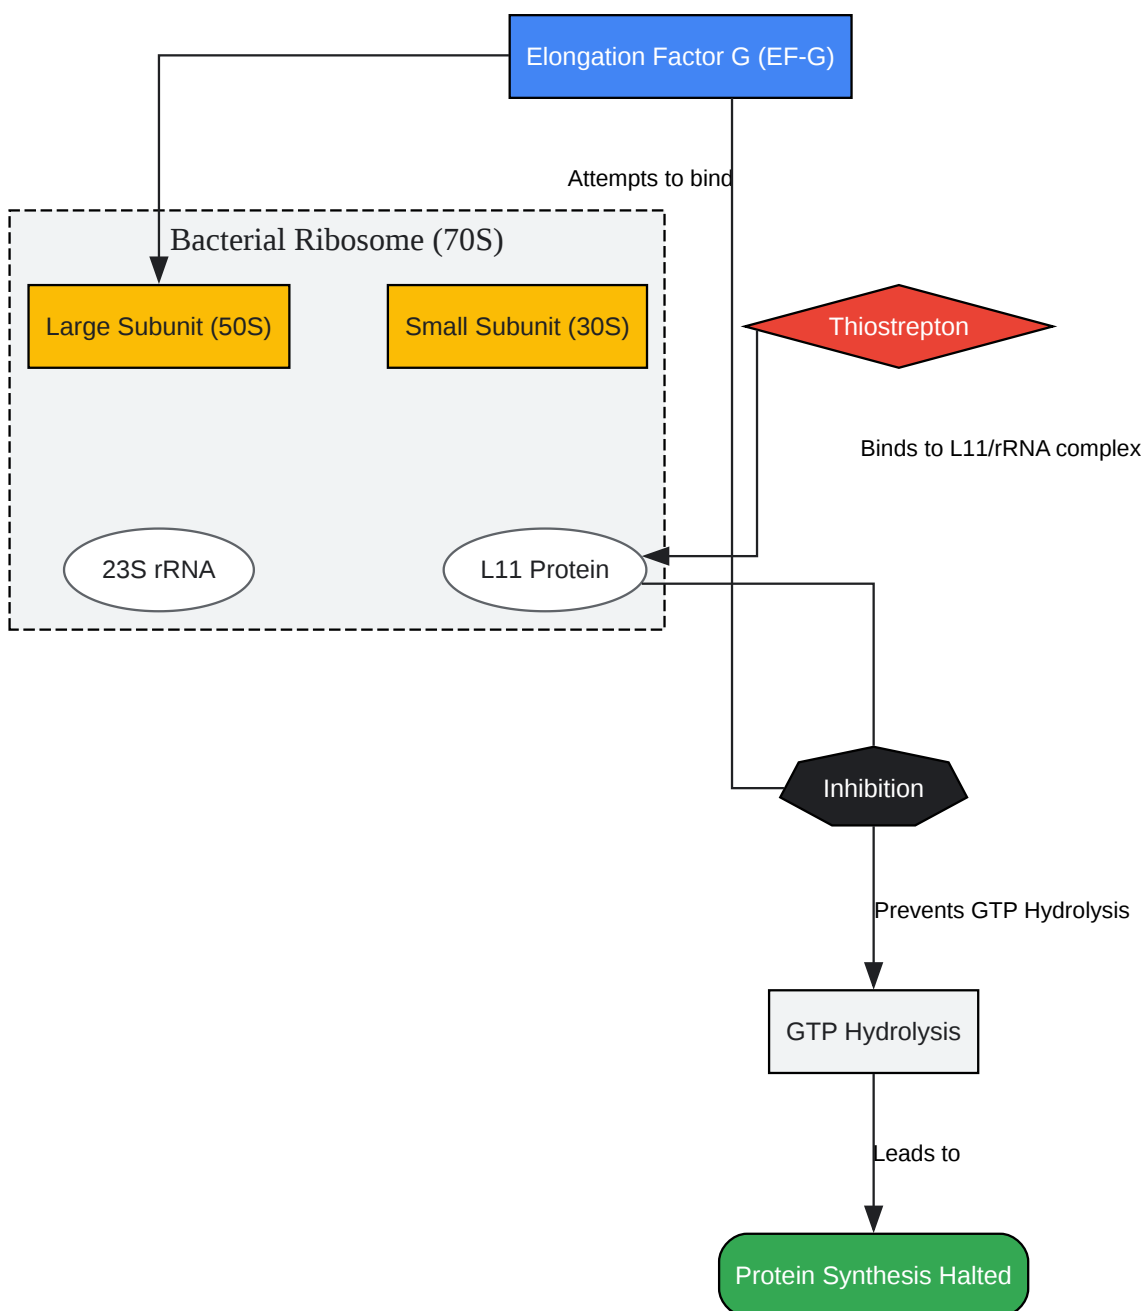 Elongation Factor G (EF-G)
Attempts to bind
Bacterial Ribosome (70S)
Large Subunit (50S)
Small Subunit (30S)
Thiostrepton
Binds to L11/rRNA complex
23S rRNA
L11 Protein
Inhibition
Prevents GTP Hydrolysis
GTP Hydrolysis
Leads to
Protein Synthesis Halted